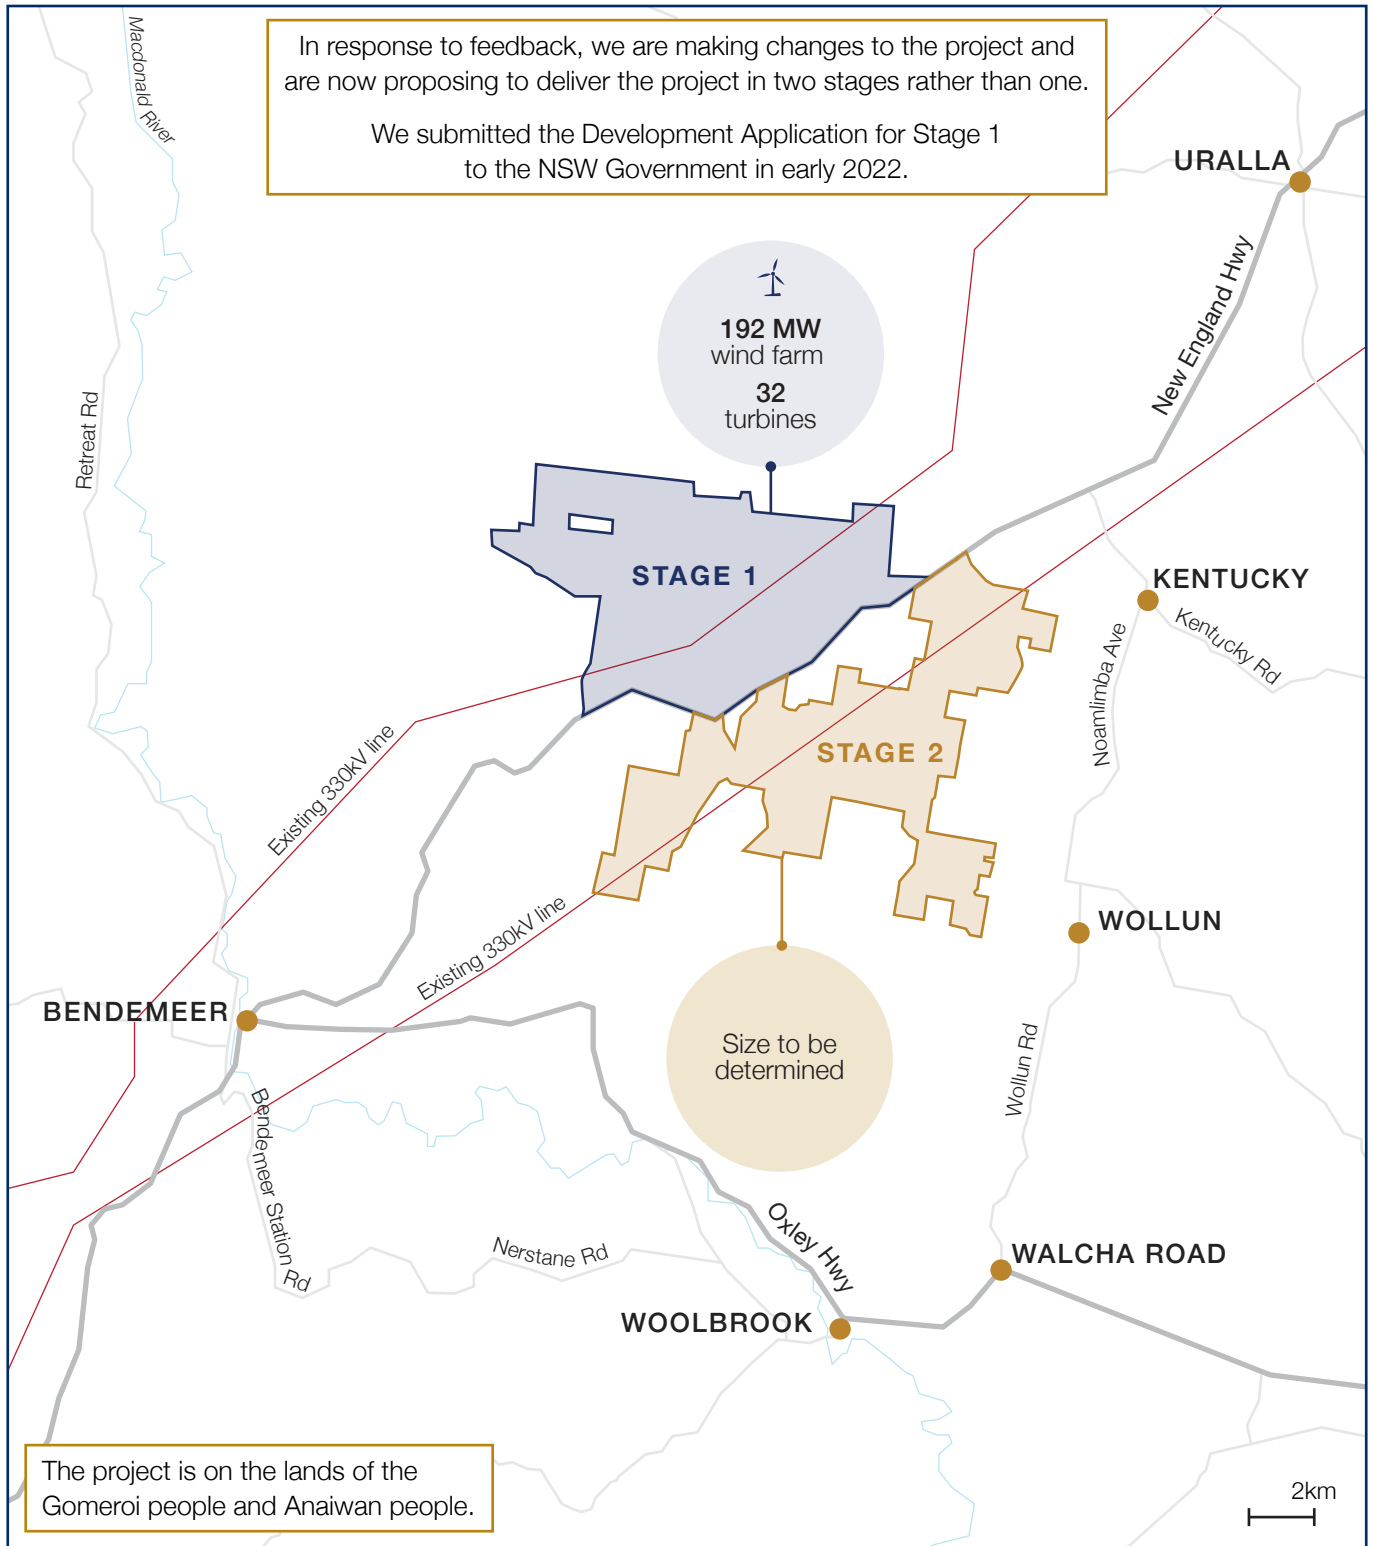 In response to feedback, we are making changes to the project and
are now proposing to deliver the project in two stages rather than one.
We submitted the Development Application for Stage 1
to the NSW Government in early 2022.
Macdonald River
URALLA
New England Hwy
192 MW
wind farm
32
turbines
Retreat Rd
STAGE 1
KENTUCKY
Kentucky Rd
Noamlimba Ave
STAGE 2
Existing 330kV line
Existing 330kV line
WOLLUN
BENDEMEER
Size to be
determined
Wollun Rd
Bendemeer Station
Rd
Nerstane Rd
Oxley Hwy
WALCHA ROAD
WOOLBROOK
The project is on the lands of the
Gomeroi people and Anaiwan people.
2km